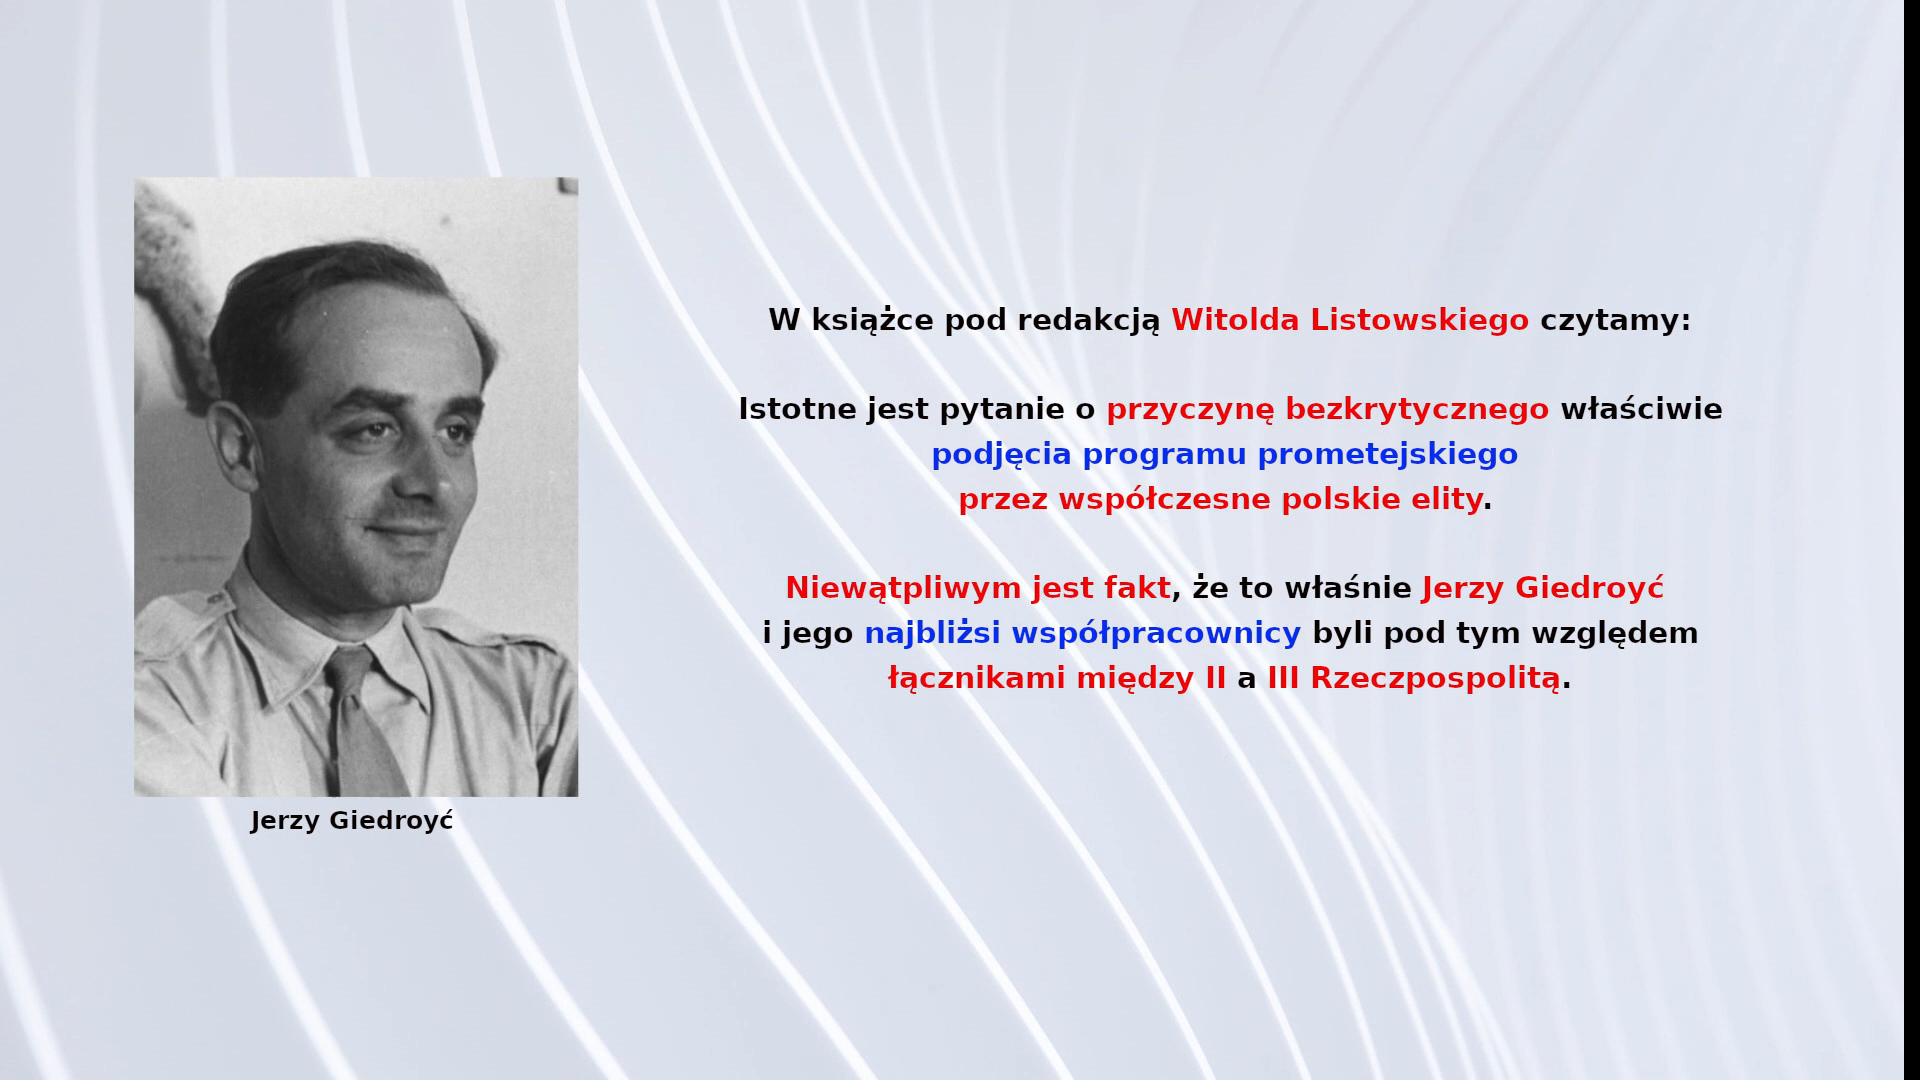 W książce pod redakcją Witolda Listowskiego czytamy:
Istotne jest pytanie o przyczynę bezkrytycznego właściwie
podjęcia programu prometejskiego
przez współczesne polskie elity.
Niewątpliwym jest fakt, że to właśnie Jerzy Giedroyć
i jego najbliżsi współpracownicy byli pod tym względem
łącznikami między II a III Rzeczpospolitą.
Jerzy Giedroyć